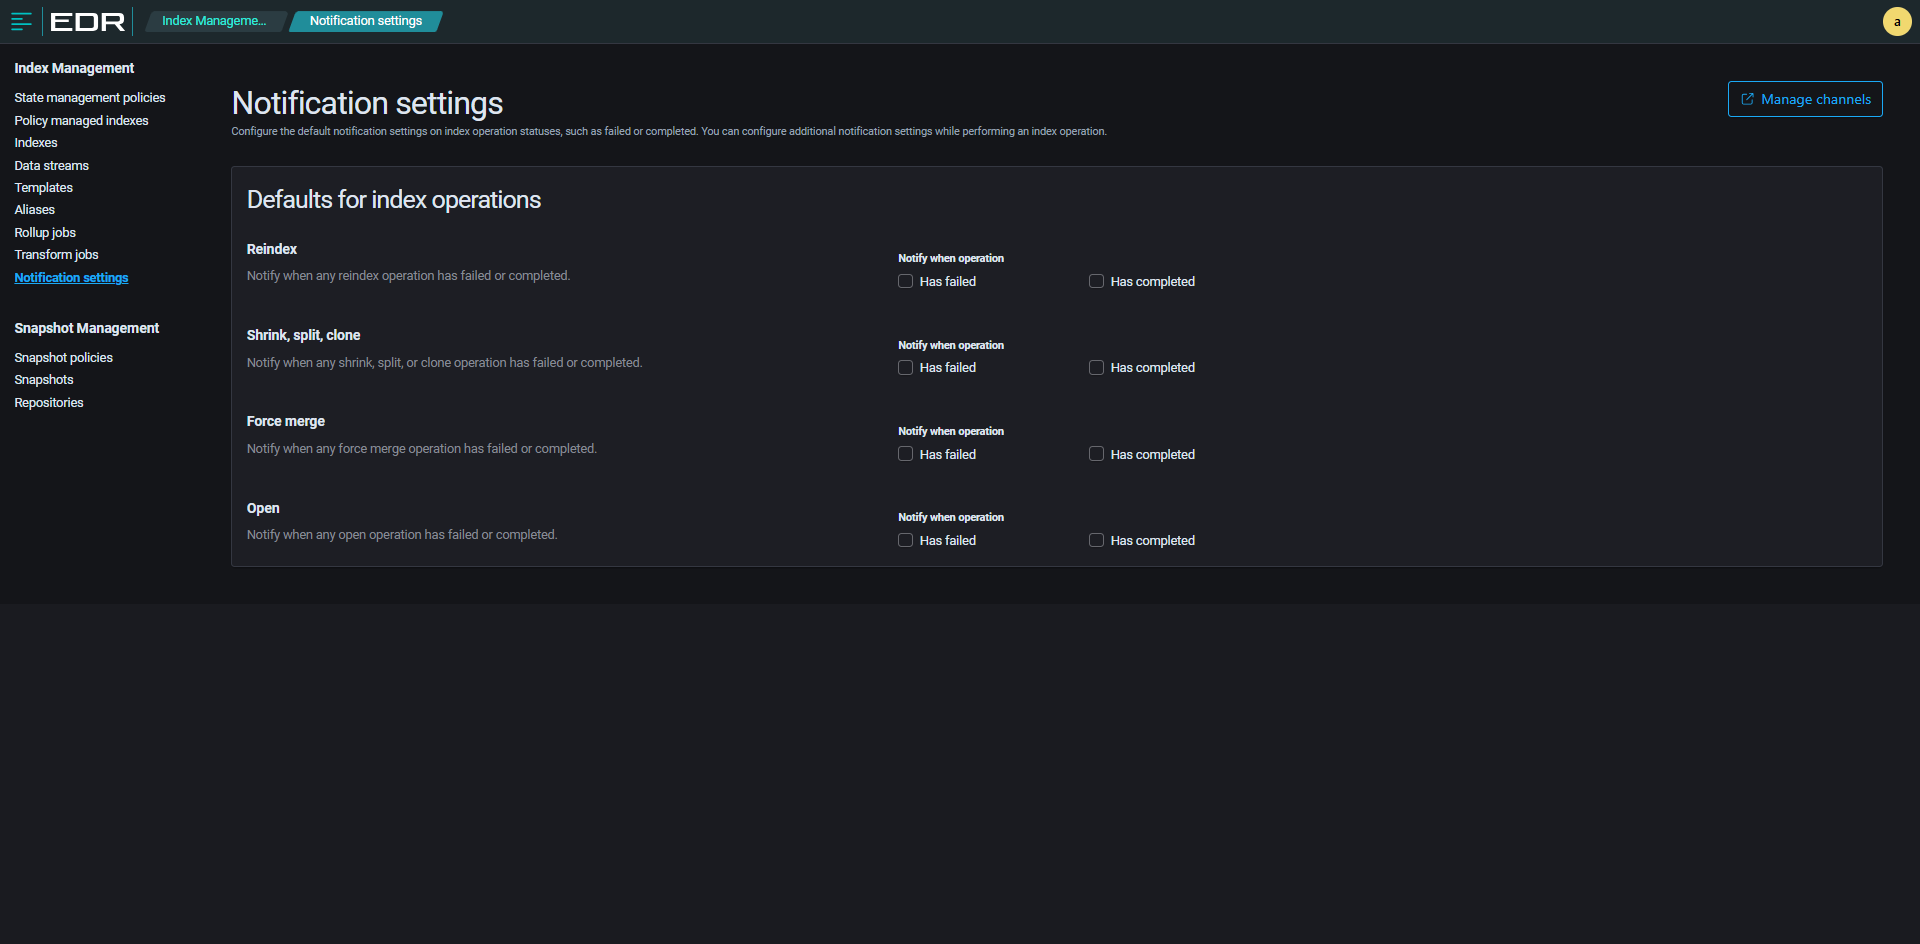 EDR
Index Manageme...
Notification settings
a
Index Management
State management policies
Policy managed indexes
Indexes
Data streams
Templates
Aliases
Rollup jobs
Transform jobs
Notification settings
Snapshot Management
Snapshot policies
Snapshots
Repositories
Notification settings
Manage channels
Configure the default notification settings on index operation statuses, such as failed or completed. You can configure additional notification settings while performing an index operation.
Defaults for index operations
Reindex
Notify when any reindex operation has failed or completed.
Notify when operation
Has failed
Has completed
Shrink, split, clone
Notify when any shrink, split, or clone operation has failed or completed.
Notify when operation
Has failed
Has completed
Force merge
Notify when any force merge operation has failed or completed.
Notify when operation
Has failed
Has completed
Open
Notify when any open operation has failed or completed.
Notify when operation
Has failed
Has completed